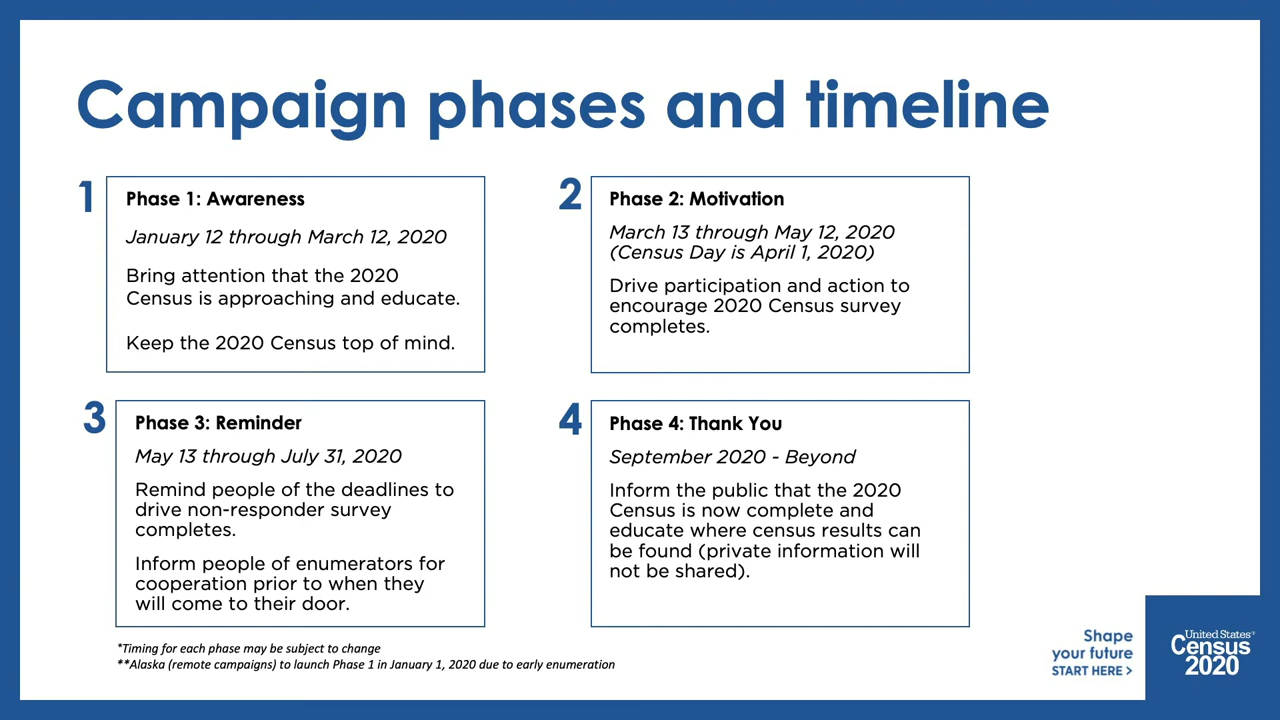 Campaign phases and timeline
1
Phase 1: Awareness
January 12 through March 12, 2020
Bring attention that the 2020
Census is approaching and educate.
Keep the 2020 Census top of mind.
2
Phase 2: Motivation
March 13 through May 12, 2020
(Census Day is April 1, 2020)
Drive participation and action to
encourage 2020 Census survey
completes.
3
Phase 3: Reminder
May 13 through July 31, 2020
Remind people of the deadlines to
drive non-responder survey
completes.
Inform people of enumerators for
cooperation prior to when they
will come to their door.
4
Phase 4: Thank You
September 2020 - Beyond
Inform the public that the 2020
Census is now complete and
educate where census results can
be found (private information will
not be shared).
*Timing for each phase may be subject to change
**Alaska (remote campaigns) to launch Phase 1 in January 1, 2020 due to early enumeration
Shape
your future
START HERE >
United States®
Census
2020